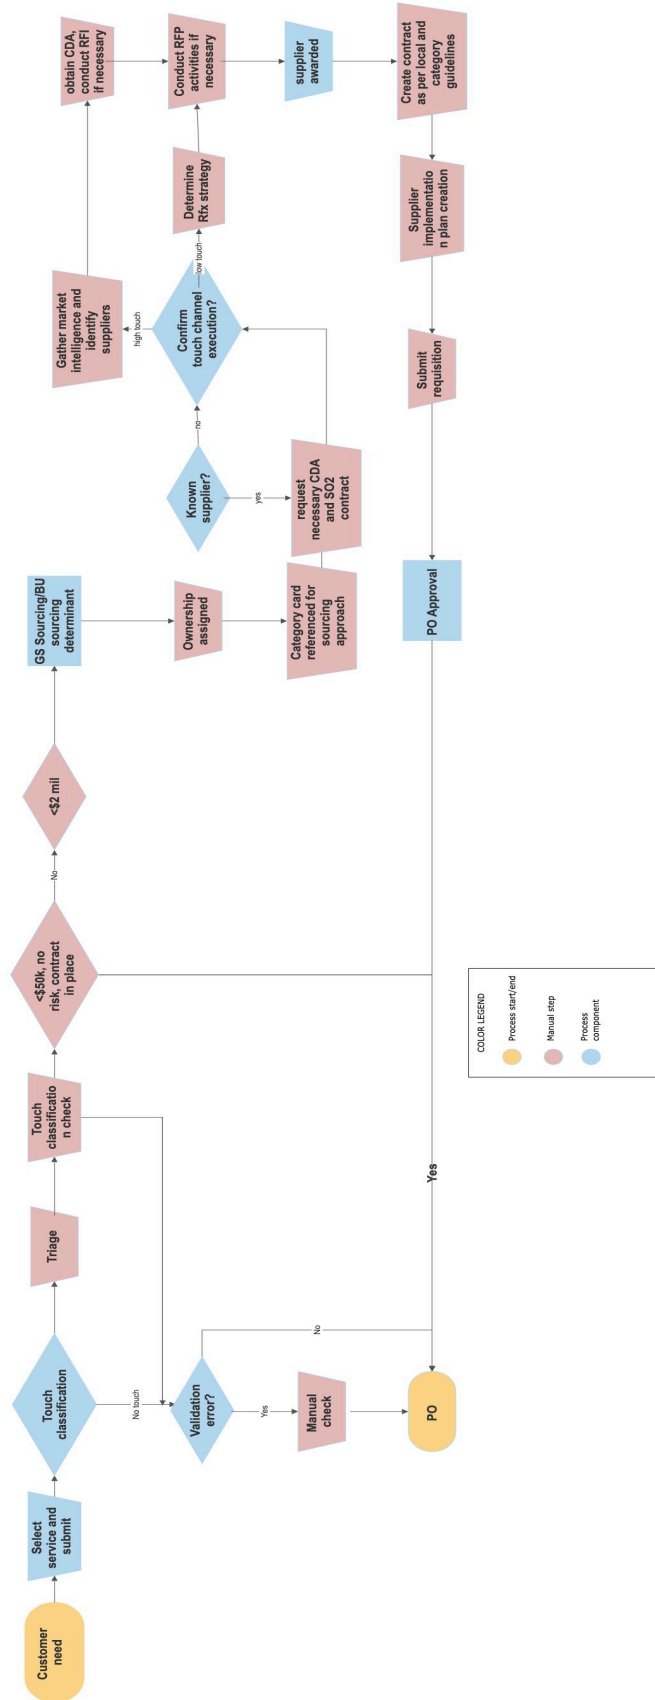 Customer
need
Select
service and
submit
Touch
classification
No touch
Triage
Touch
classificatio
n check
<$50k, no
risk, contract
in place
No
<$2 mil
GS Sourcing/BU
sourcing
determinant
Ownership
assigned
Category card
referenced for
sourcing
approach
request
necessary CDA
and SO2
contract
Known
supplier?
yes
no
Confirm
touch channel
execution?
high touch
low touch
Gather market
intelligence and
identify
suppliers
obtain CDA,
conduct RFI
if necessary
Determine
Rfx strategy
Conduct RFP
activities if
necessary
supplier
awarded
Create contract
as per local and
category
guidelines
Supplier
implementatio
n plan creation
Submit
requisition
PO Approval
Yes
Validation
error?
No
Yes
Manual
check
PO
COLOR LEGEND
Process start/end
Manual step
Process
component